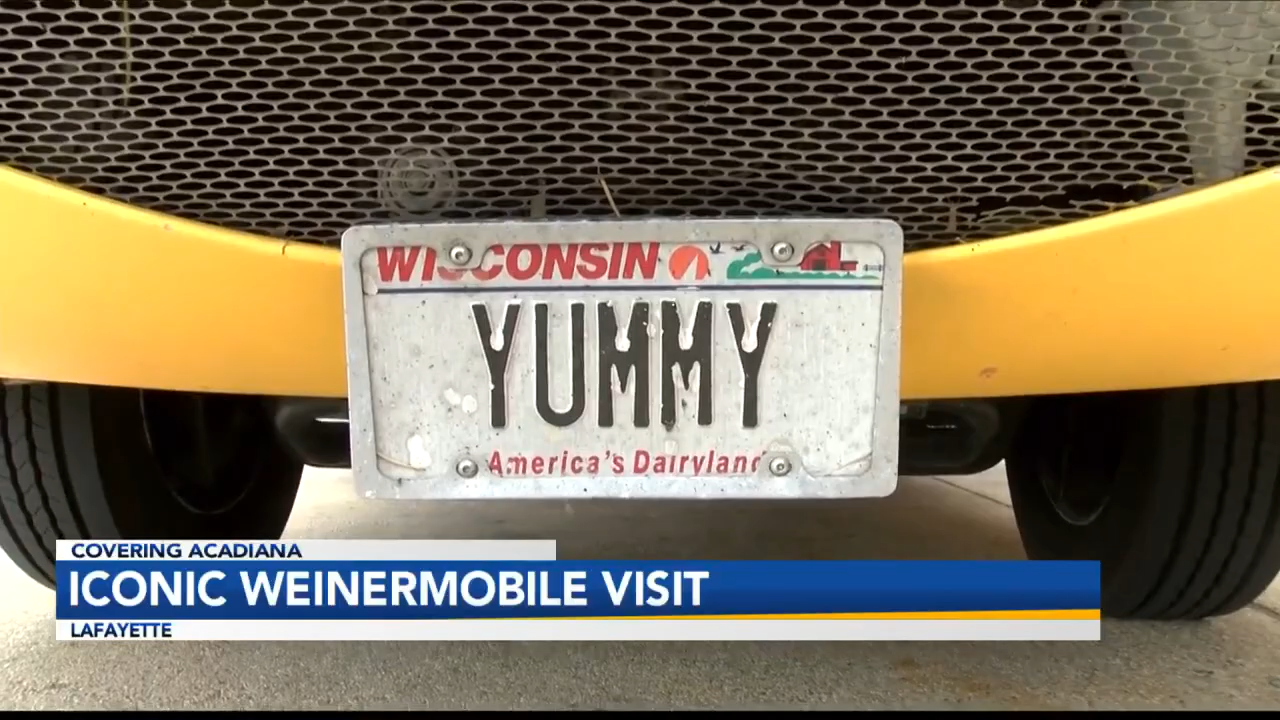 WISCONSIN
YUMMY
America's Dairyland
COVERING ACADIANA
ICONIC WEINERMOBILE VISIT
LAFAYETTE